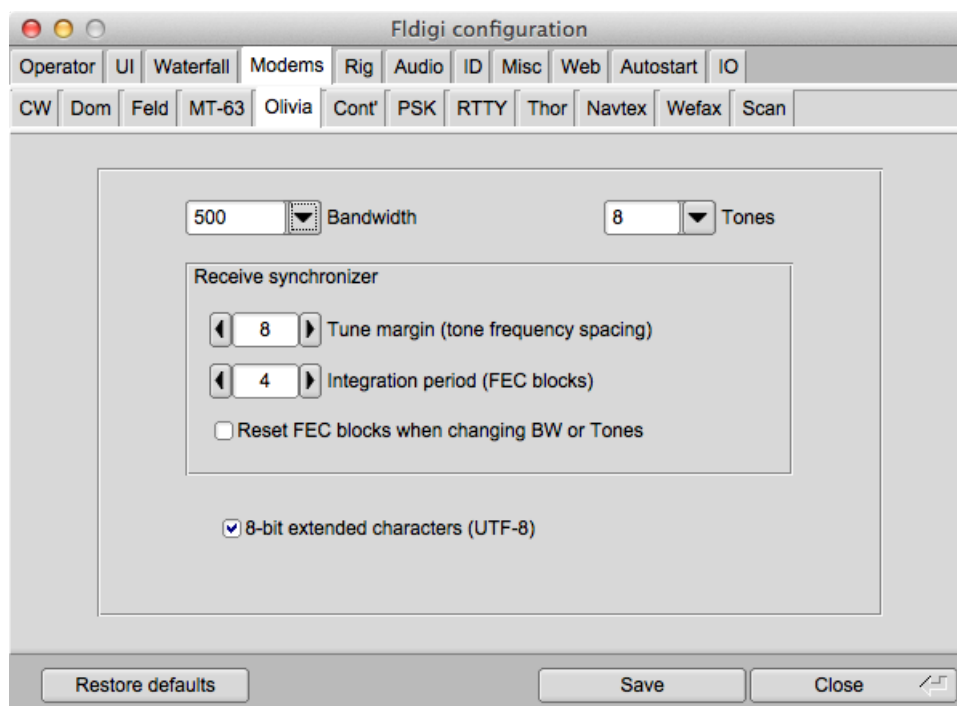 Fldigi configuration
Operator UI Waterfall Modems Rig Audio ID Misc Web Autostart IO
CW Dom Feld MT-63 Olivia Cont' PSK RTTY Thor Navtex Wefax Scan
500 Bandwidth 8 Tones
Receive synchronizer
8 Tune margin (tone frequency spacing)
4 Integration period (FEC blocks)
Reset FEC blocks when changing BW or Tones
8-bit extended characters (UTF-8)
Restore defaults Save Close